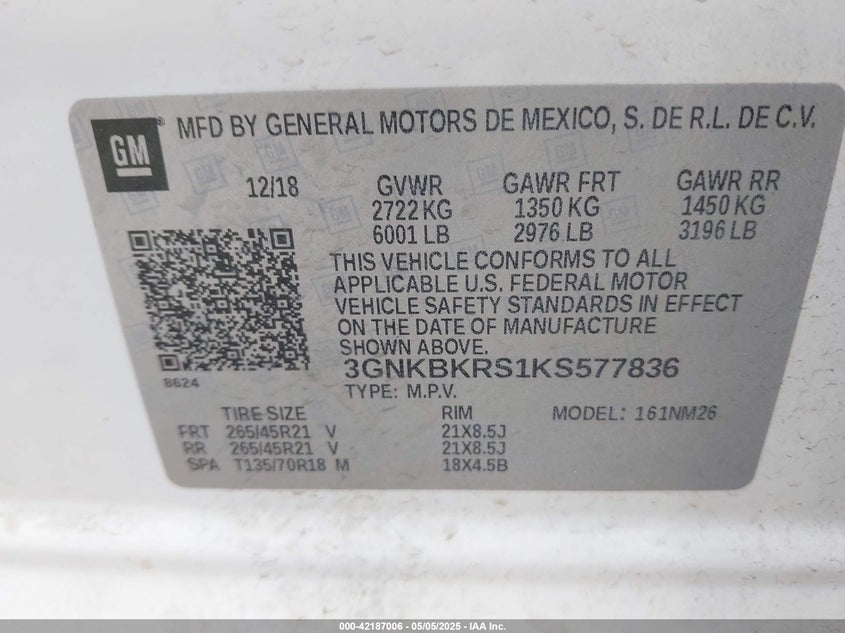 GM
® MFD BY GENERAL MOTORS DE MEXICO, S. DE R.L. DE C.V.
12/18 GVWR GAWR FRT GAWR RR
2722 KG 1350 KG 1450 KG
6001 LB 2976 LB 3196 LB
THIS VEHICLE CONFORMS TO ALL
APPLICABLE U.S. FEDERAL MOTOR
VEHICLE SAFETY STANDARDS IN EFFECT
ON THE DATE OF MANUFACTURE
SHOWN ABOVE.
3GNKBKRS1KS577836
8624
TYPE: M.P.V.
TIRE SIZE RIM MODEL: 161NM26
FRT 265/45R21 V 21X8.5J
RR 265/45R21 V 21X8.5J
SPA T135/70R18 M 18X4.5B
000-42187006 - 05/05/2025 - IAA Inc.